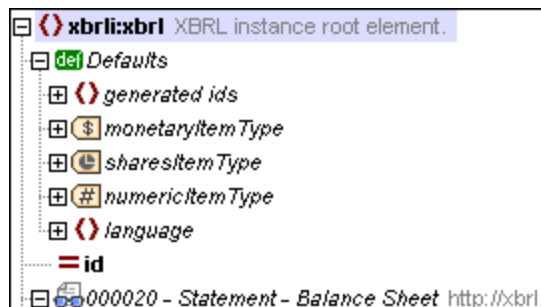 xbrli:xbrl XBRL instance root element.
def Defaults
generated ids
$ monetaryItemType
sharesItemType
# numericItemType
language
id
000020 - Statement - Balance Sheet http://xbrl